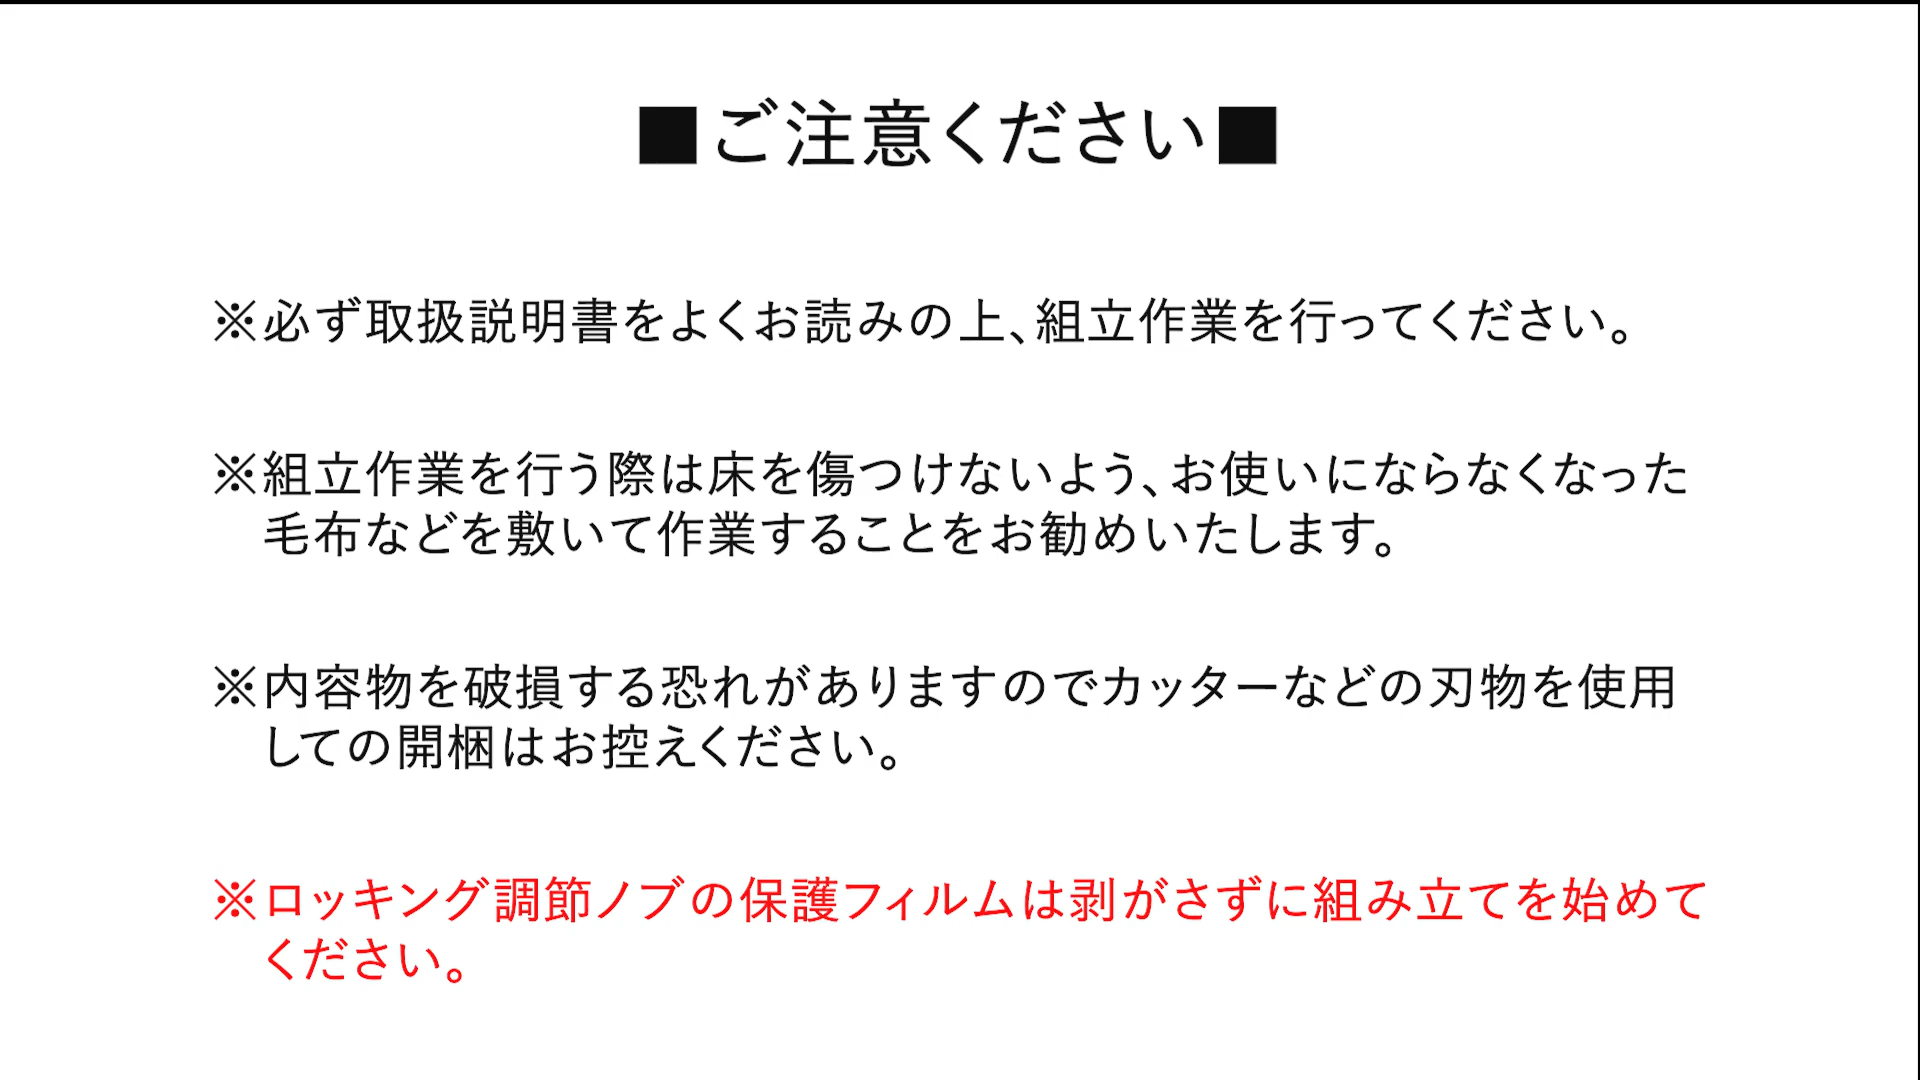 ■ご注意ください■
※必ず取扱説明書をよくお読みの上、組立作業を行ってください。
※組立作業を行う際は床を傷つけないよう、お使いにならなくなった
毛布などを敷いて作業することをお勧めいたします。
※内容物を破損する恐れがありますのでカッターなどの刃物を使用
しての開梱はお控えください。
※ロッキング調節ノブの保護フィルムは剥がさずに組み立てを始めて
ください。